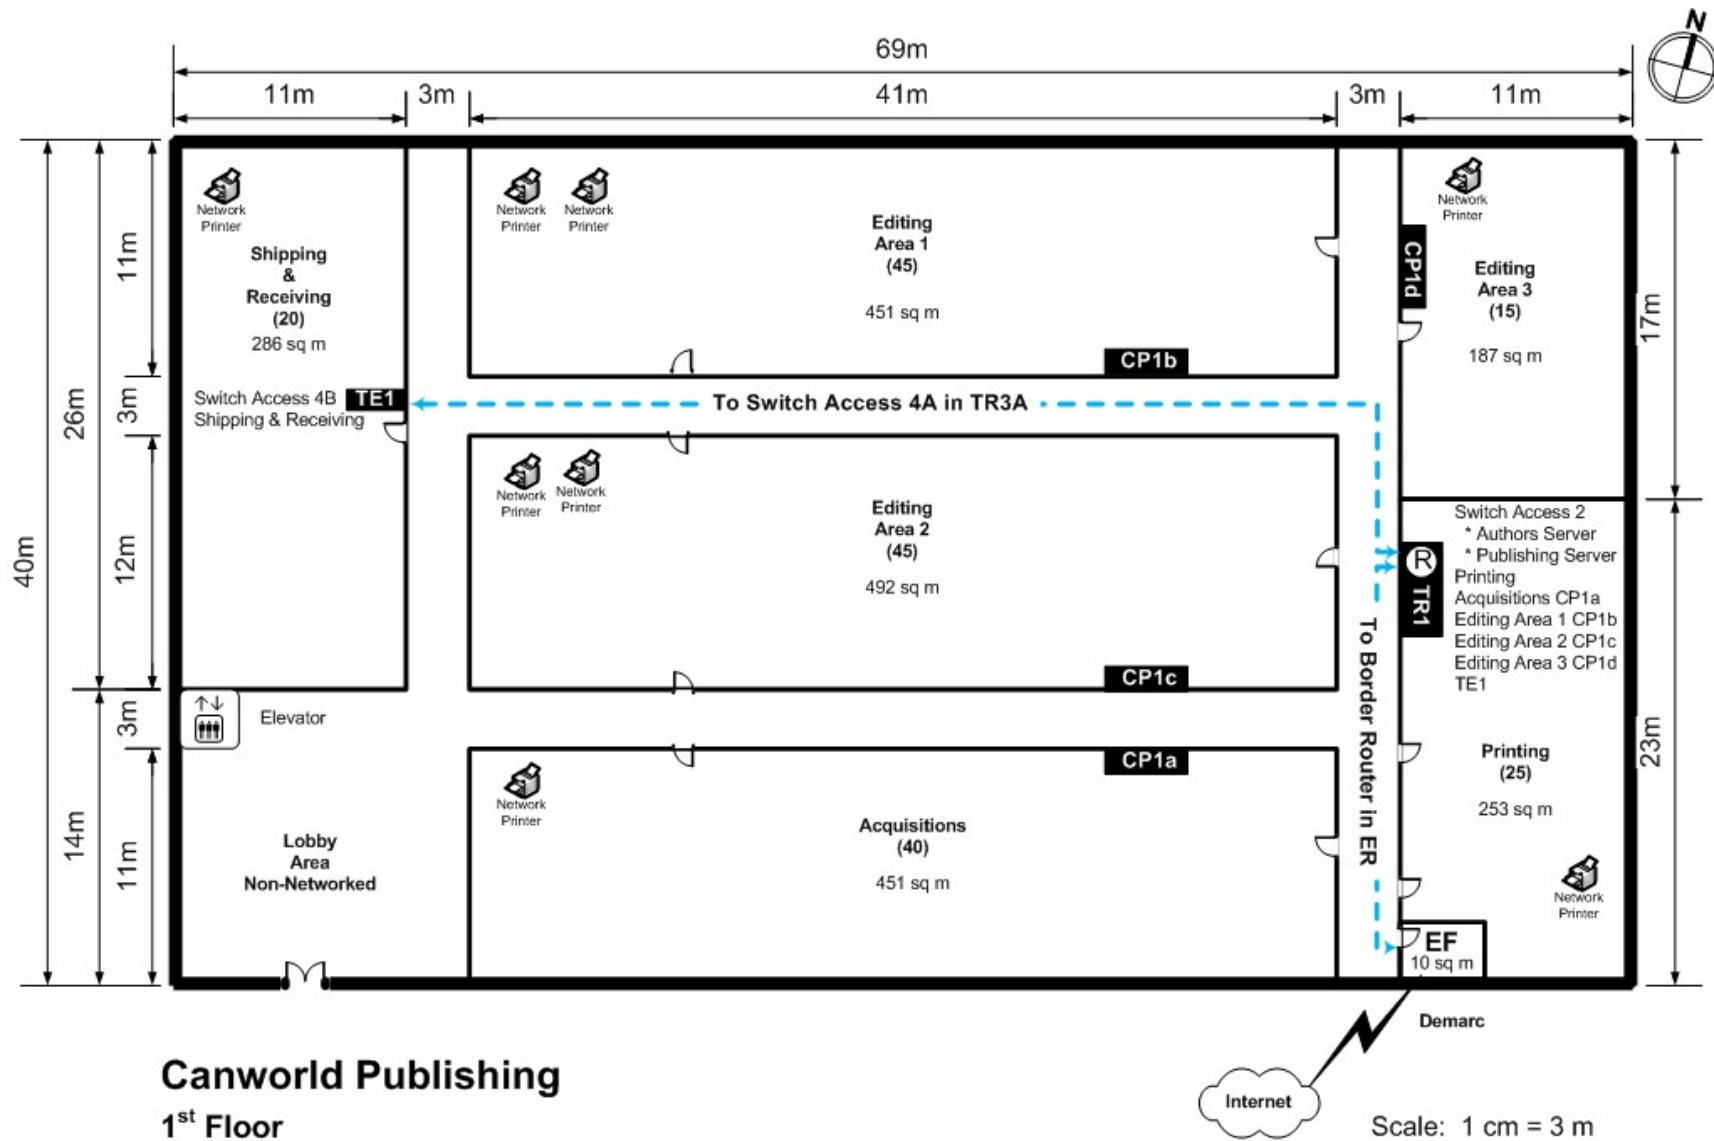 N
69m
11m
3m
41m
3m
11m
40m
26m
14m
11m
3m
12m
3m
11m
17m
23m
Network
Printer
Shipping
&
Receiving
(20)
286 sq m
Switch Access 4B
Shipping & Receiving
TE1
Network
Printer
Network
Printer
Editing
Area 1
(45)
451 sq m
CP1b
To Switch Access 4A in TR3A
Network
Printer
Network
Printer
Editing
Area 2
(45)
492 sq m
CP1c
CP1a
Network
Printer
Acquisitions
(40)
451 sq m
Elevator
Lobby
Area
Non-Networked
To Border Router in ER
Network
Printer
CP1d
Editing
Area 3
(15)
187 sq m
R TR1
Switch Access 2
* Authors Server
* Publishing Server
Printing
Acquisitions CP1a
Editing Area 1 CP1b
Editing Area 2 CP1c
Editing Area 3 CP1d
TE1
Printing
(25)
253 sq m
Network
Printer
EF
10 sq m
Demarc
Internet
Canworld Publishing
1st Floor
Scale: 1 cm = 3 m